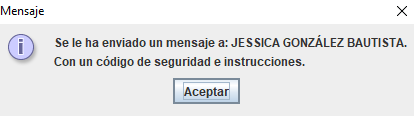 Mensaje
Se le ha enviado un mensaje a: JESSICA GONZÁLEZ BAUTISTA.
Con un código de seguridad e instrucciones.
Aceptar